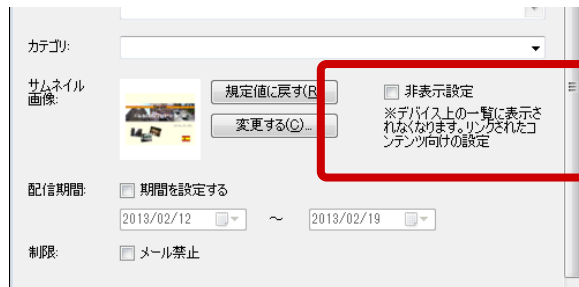 カテゴリ:
サムネイル
画像:
規定値に戻す(R
変更する(C)...
非表示設定
※デバイス上の一覧に表示さ
れなくなります。リンクされたコ
ンテンツ向けの設定
配信期間:
期間を設定する
2013/02/12 ～ 2013/02/19
制限:
メール禁止